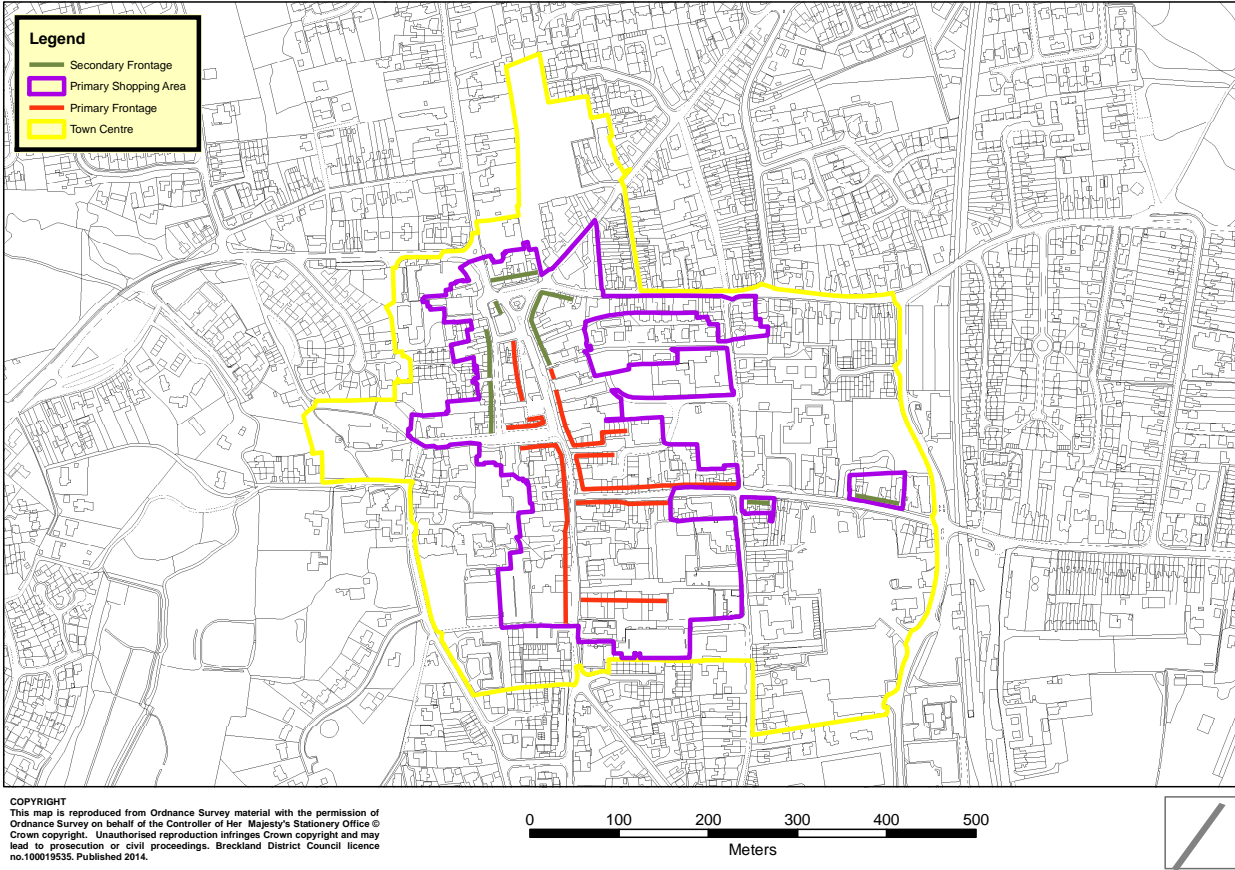 Legend
Secondary Frontage
Primary Shopping Area
Primary Frontage
Town Centre
COPYRIGHT
This map is reproduced from Ordnance Survey material with the permission of
Ordnance Survey on behalf of the Controller of Her Majesty's Stationery Office ©
Crown copyright. Unauthorised reproduction infringes Crown copyright and may
lead to prosecution or civil proceedings. Breckland District Council licence
no.100019535. Published 2014.
0 100 200 300 400 500
Meters